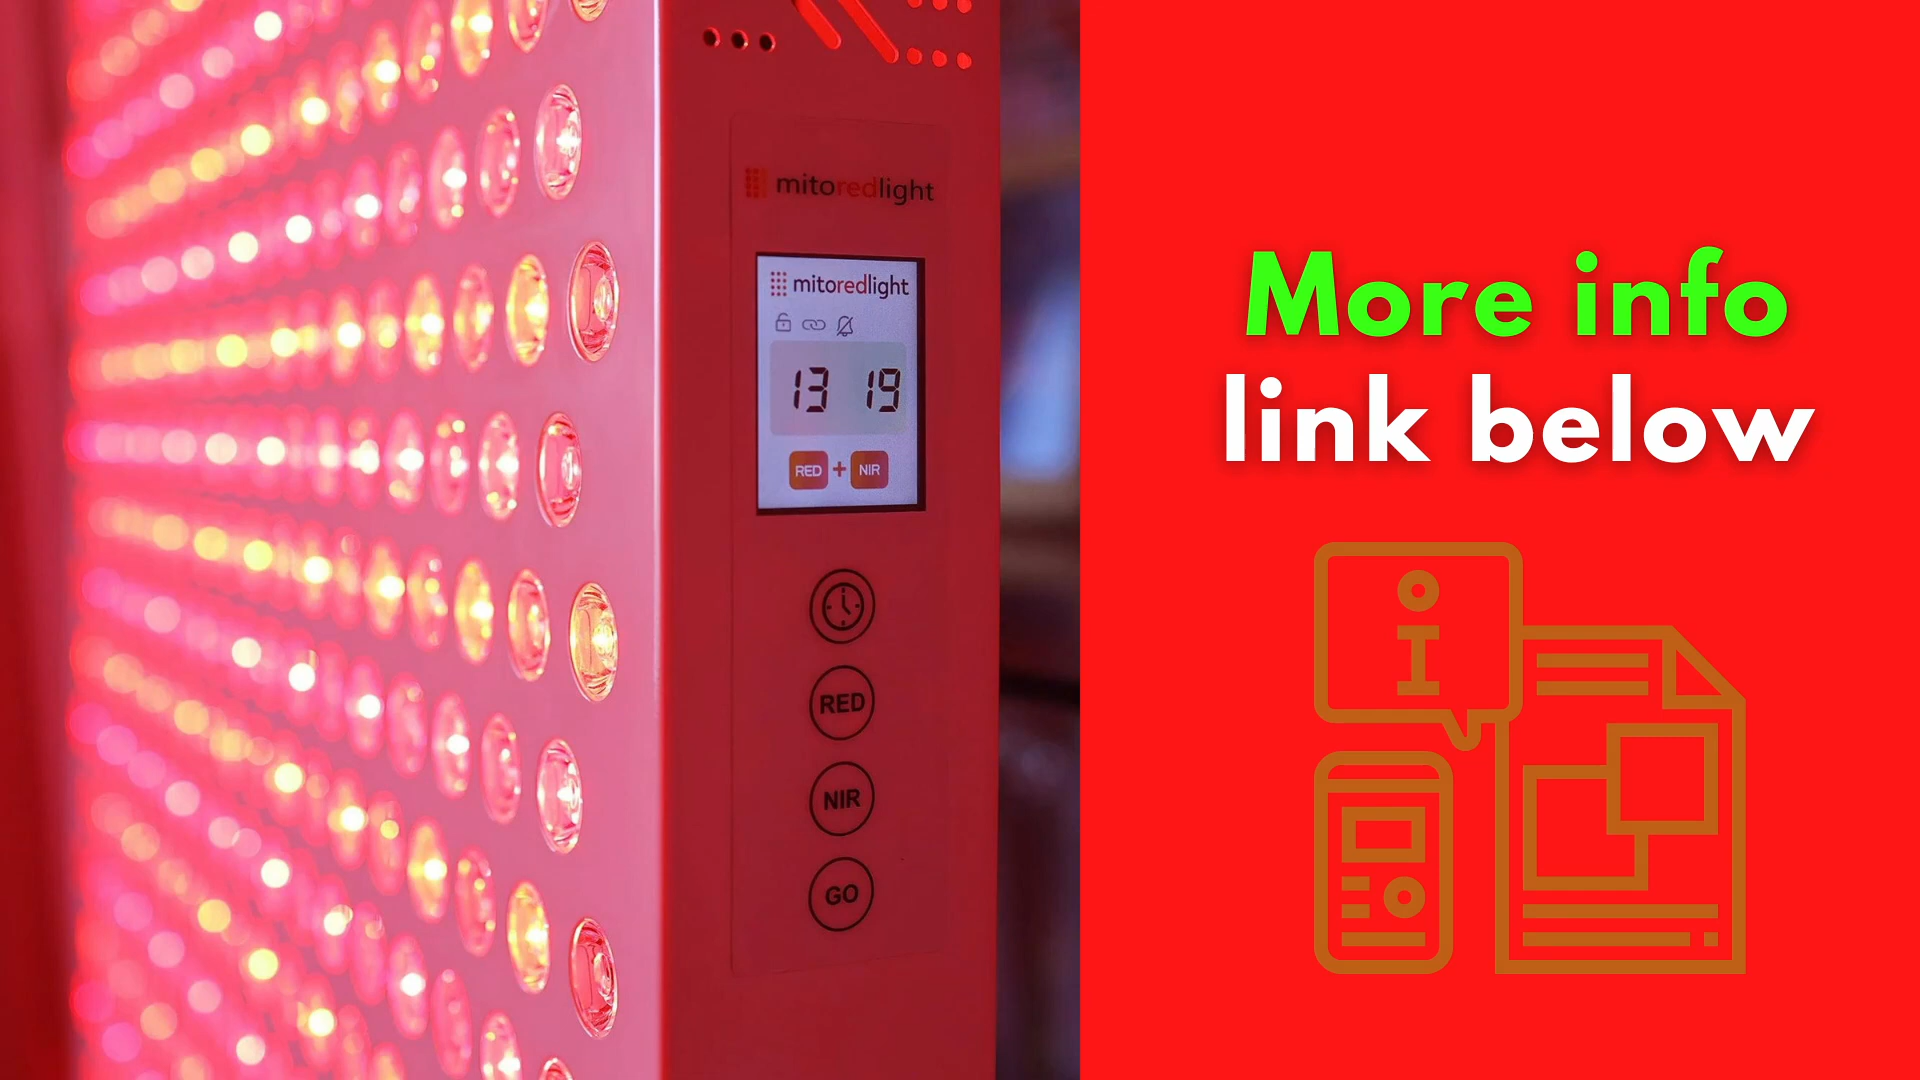 mitoredlight
mitoredlight
13 19
RED + NIR
RED
NIR
GO
More info
link below